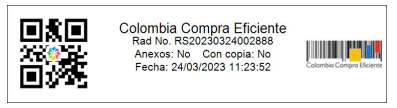 Colombia Compra Eficiente
Rad No. RS20230324002888
Anexos: No Con copia: No
Fecha: 24/03/2023 11:23:52
Colombia Compra Eficiente